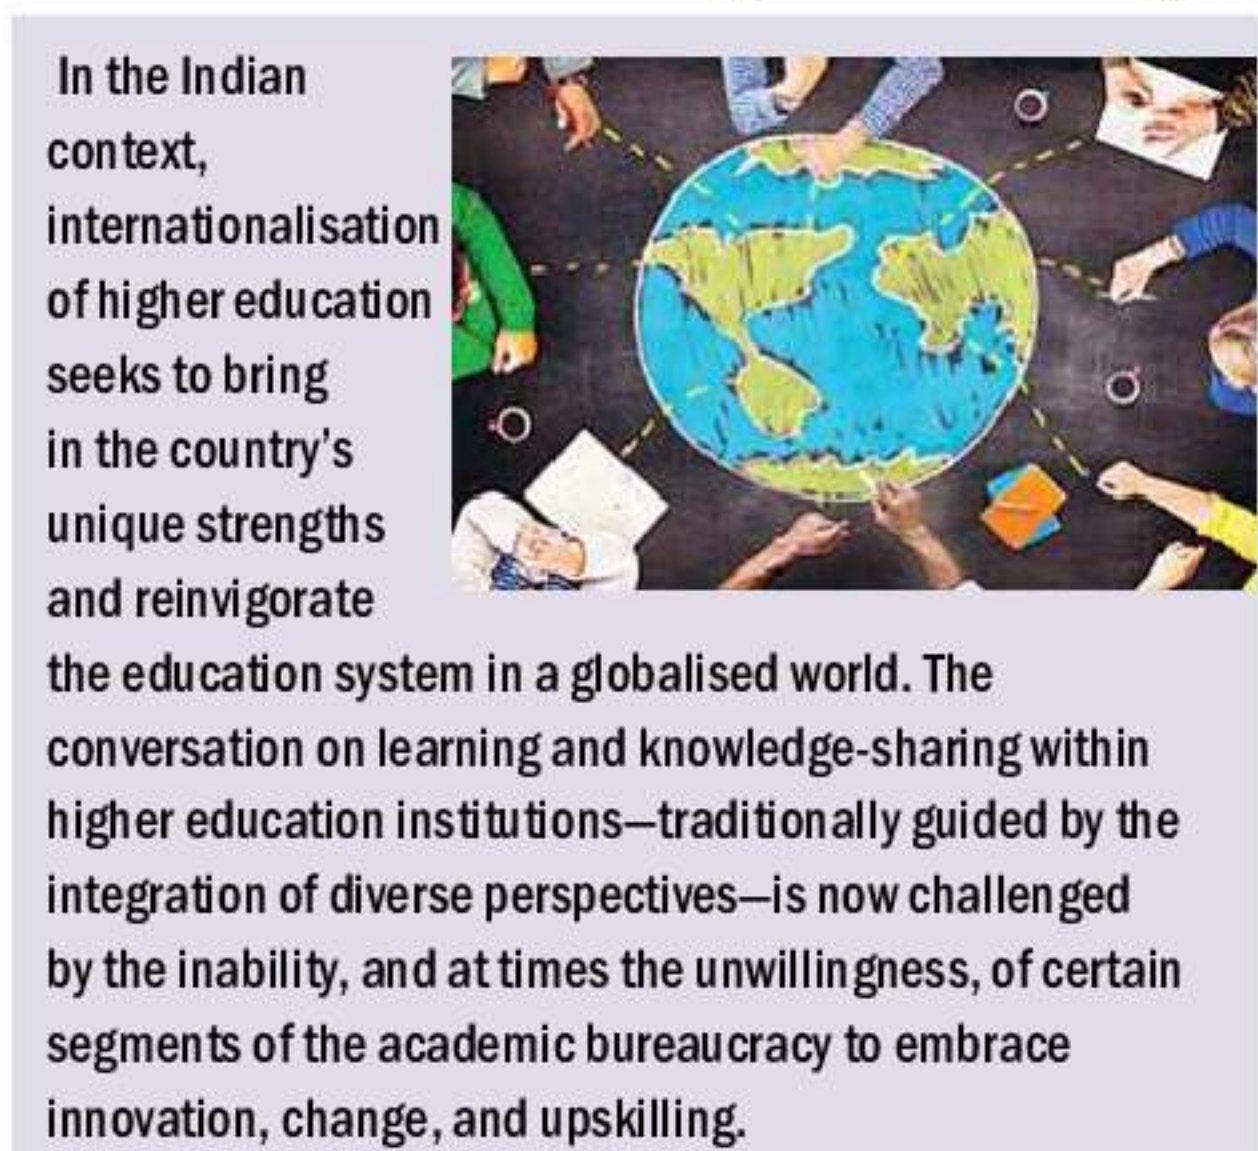 In the Indian
context,
internationalisation
of higher education
seeks to bring
in the country's
unique strengths
and reinvigorate
the education system in a globalised world. The
conversation on learning and knowledge-sharing within
higher education institutions—traditionally guided by the
integration of diverse perspectives—is now challenged
by the inability, and at times the unwillingness, of certain
segments of the academic bureaucracy to embrace
innovation, change, and upskilling.